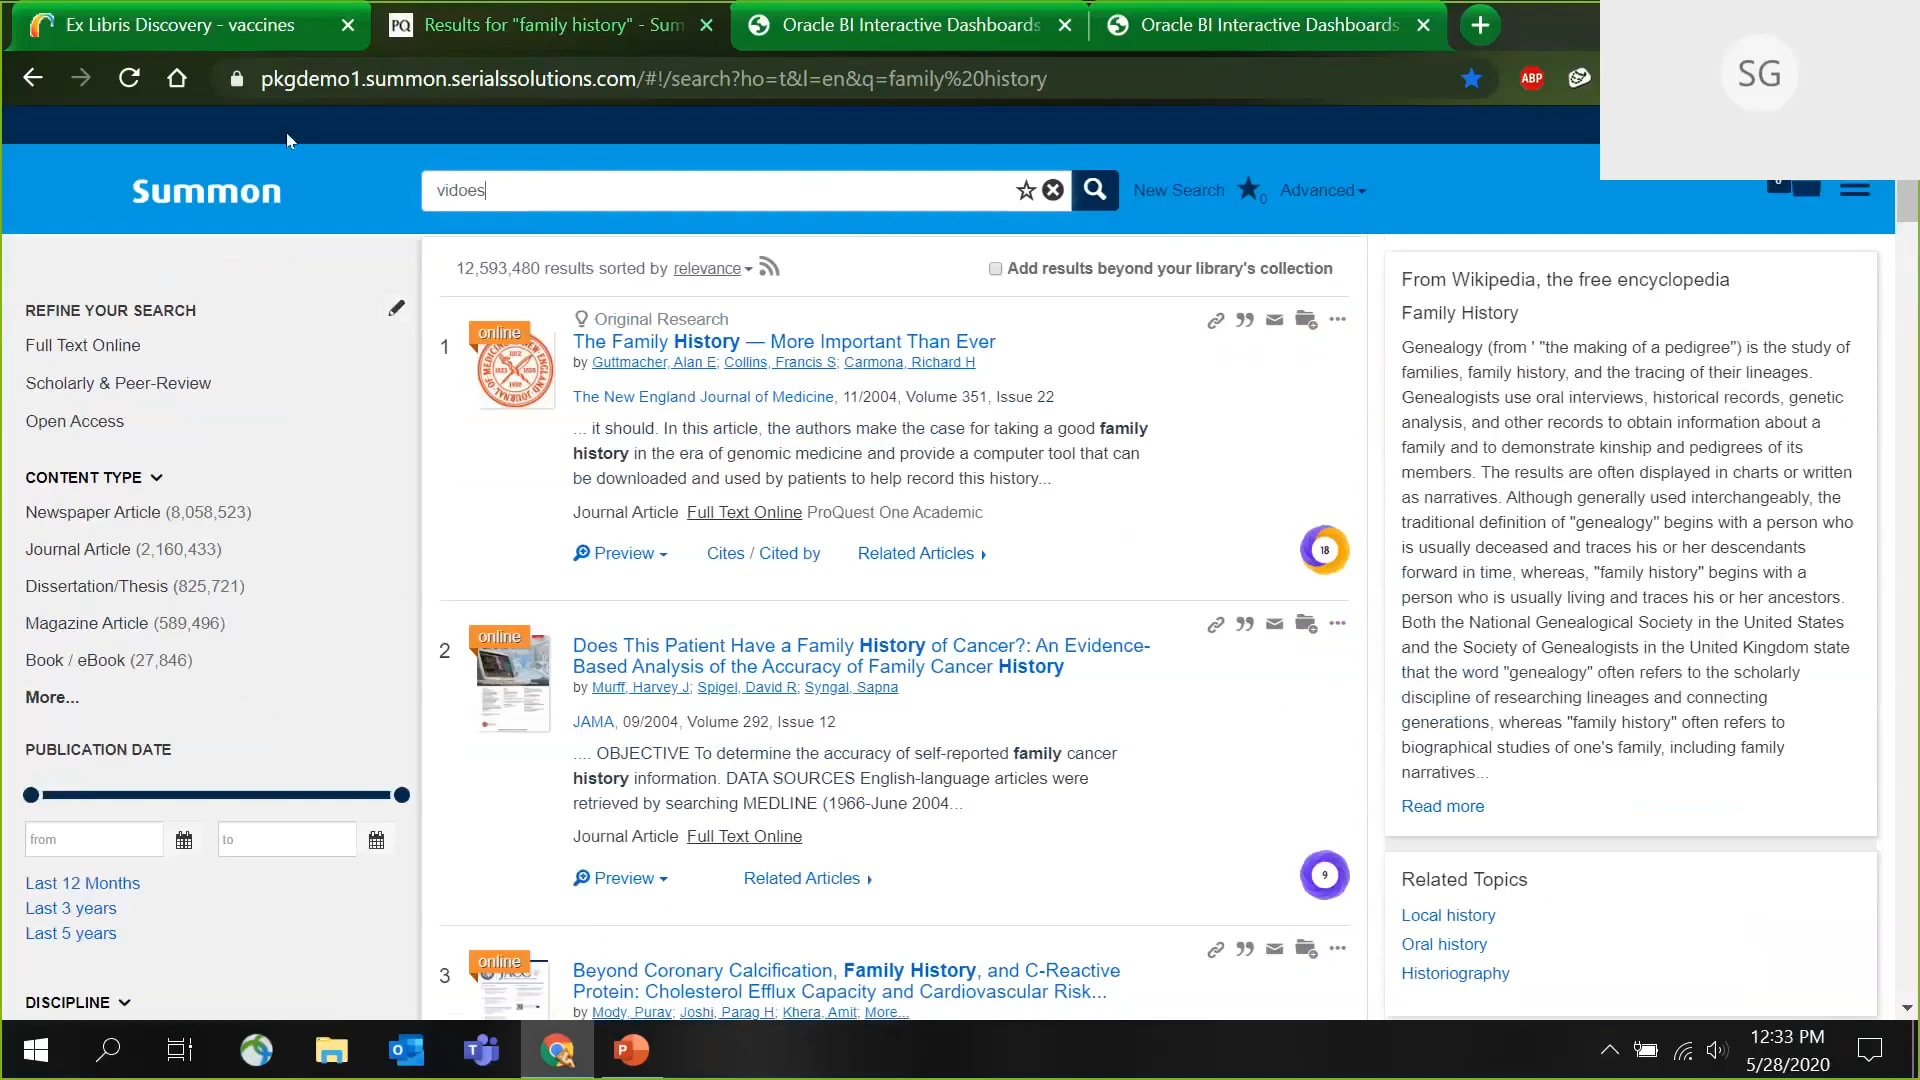 Ex Libris Discovery - vaccines
PQ Results for "family history" - Sum
Oracle BI Interactive Dashboards
Oracle BI Interactive Dashboards
pkgdemo1.summon.serialssolutions.com/#!/search?ho=t&l=en&q=family%20history
ABP
SG
Summon
vidoes
New Search
0
Advanced
12,593,480 results sorted by relevance
Add results beyond your library's collection
REFINE YOUR SEARCH
Full Text Online
Scholarly & Peer-Review
Open Access
CONTENT TYPE
Newspaper Article (8,058,523)
Journal Article (2,160,433)
Dissertation/Thesis (825,721)
Magazine Article (589,496)
Book / eBook (27,846)
More...
PUBLICATION DATE
from
to
Last 12 Months
Last 3 years
Last 5 years
DISCIPLINE
1
online
Original Research
The Family History — More Important Than Ever
by Guttmacher, Alan E; Collins, Francis S; Carmona, Richard H
The New England Journal of Medicine, 11/2004, Volume 351, Issue 22
... it should. In this article, the authors make the case for taking a good family
history in the era of genomic medicine and provide a computer tool that can
be downloaded and used by patients to help record this history...
Journal Article Full Text Online ProQuest One Academic
Preview Cites / Cited by Related Articles
18
2
online
Does This Patient Have a Family History of Cancer?: An Evidence-
Based Analysis of the Accuracy of Family Cancer History
by Murff, Harvey J; Spigel, David R; Syngal, Sapna
JAMA, 09/2004, Volume 292, Issue 12
.... OBJECTIVE To determine the accuracy of self-reported family cancer
history information. DATA SOURCES English-language articles were
retrieved by searching MEDLINE (1966-June 2004...
Journal Article Full Text Online
Preview Related Articles
9
3
online
Beyond Coronary Calcification, Family History, and C-Reactive
Protein: Cholesterol Efflux Capacity and Cardiovascular Risk...
by Mody, Purav; Joshi, Parag H; Khera, Amit; More...
From Wikipedia, the free encyclopedia
Family History
Genealogy (from ' "the making of a pedigree") is the study of
families, family history, and the tracing of their lineages.
Genealogists use oral interviews, historical records, genetic
analysis, and other records to obtain information about a
family and to demonstrate kinship and pedigrees of its
members. The results are often displayed in charts or written
as narratives. Although generally used interchangeably, the
traditional definition of "genealogy" begins with a person who
is usually deceased and traces his or her descendants
forward in time, whereas, "family history" begins with a
person who is usually living and traces his or her ancestors.
Both the National Genealogical Society in the United States
and the Society of Genealogists in the United Kingdom state
that the word "genealogy" often refers to the scholarly
discipline of researching lineages and connecting
generations, whereas "family history" often refers to
biographical studies of one's family, including family
narratives...
Read more
Related Topics
Local history
Oral history
Historiography
12:33 PM
5/28/2020